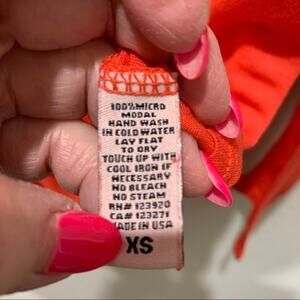 100% MICRO
MODAL
HAND WASH
IN COLD WATER
LAY FLAT
TO DRY
TOUCH UP WITH
COOL IRON IF
NECESSARY
NO BLEACH
NO STEAM
RN# 123920
CA# 123271
MADE IN USA
XS